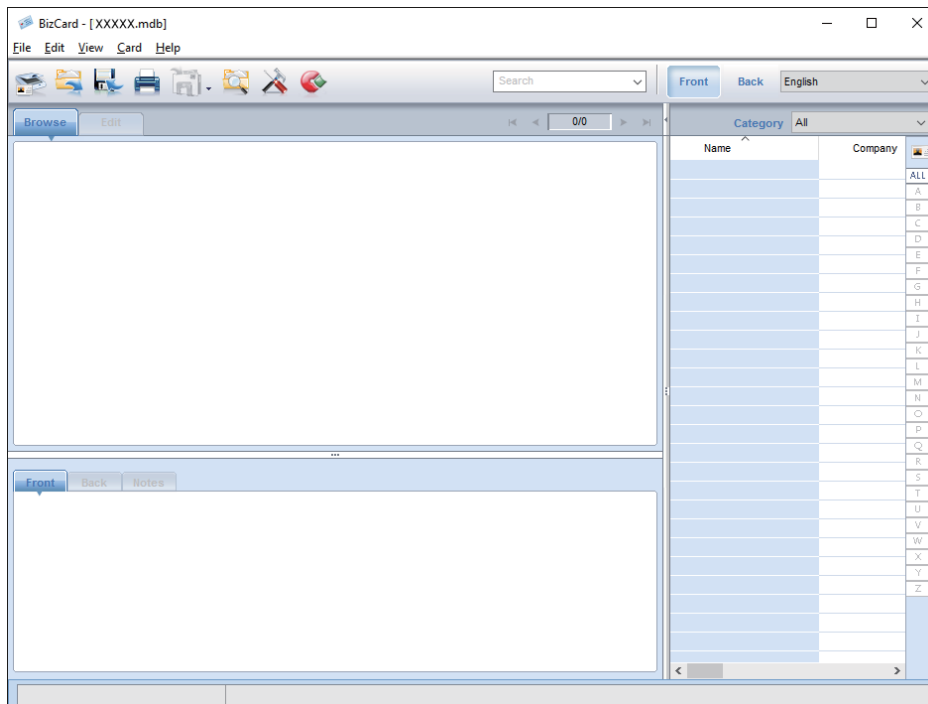 BizCard - [ XXXXX.mdb]
File Edit View Card Help
Search
Front Back English
Browse Edit 0/0
Category All
Name Company
ALL
A
B
C
D
E
F
G
H
I
J
K
L
M
N
O
P
Q
R
S
T
U
V
W
X
Y
Z
Front Back Notes